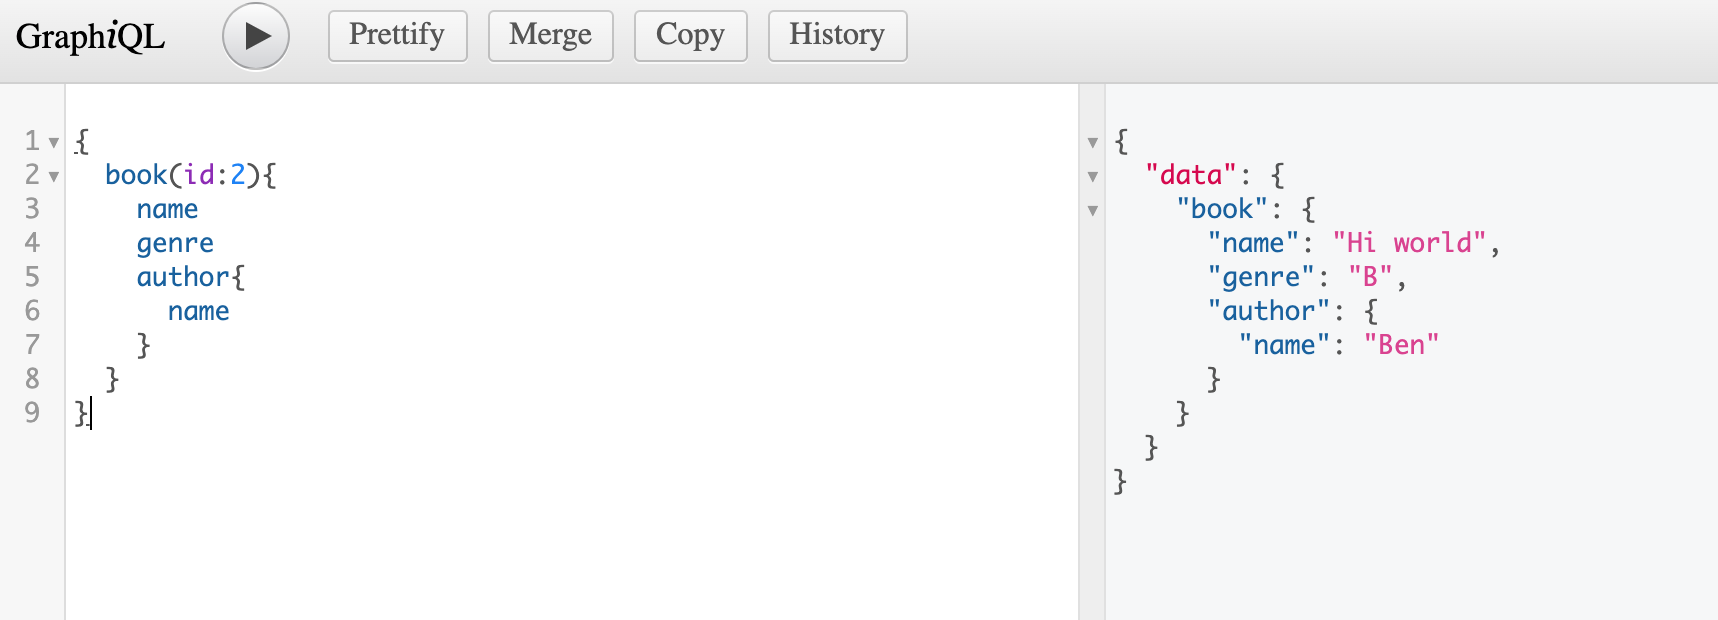 GraphiQL Prettify Merge Copy History
1 {
2   book(id:2){
3     name
4     genre
5     author{
6       name
7     }
8   }
9 }
{
  "data": {
    "book": {
      "name": "Hi world",
      "genre": "B",
      "author": {
        "name": "Ben"
      }
    }
  }
}